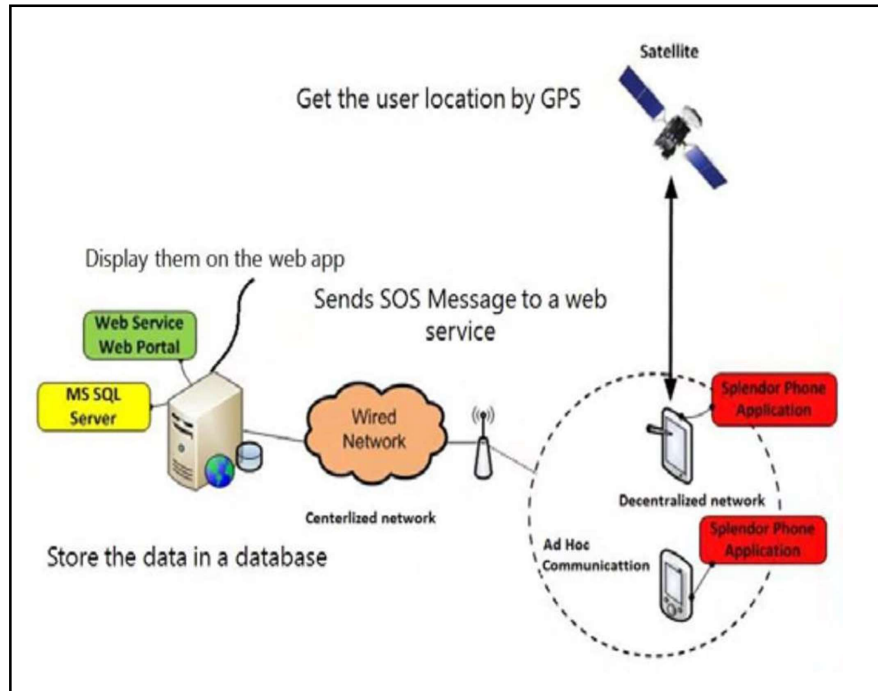 Satellite
Get the user location by GPS
Display them on the web app
Sends SOS Message to a web
service
Web Service
Web Portal
MS SQL
Server
Wired
Network
Centerlized network
Splendor Phone
Application
Decentralized network
Ad Hoc
Communicattion
Splendor Phone
Application
Store the data in a database